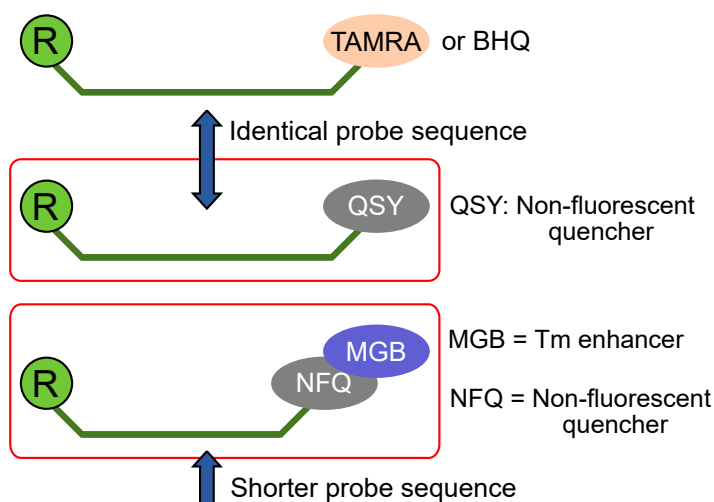 R
TAMRA or BHQ
Identical probe sequence
R
QSY
QSY: Non-fluorescent
quencher
MGB
MGB = Tm enhancer
R
NFQ
NFQ = Non-fluorescent
quencher
Shorter probe sequence